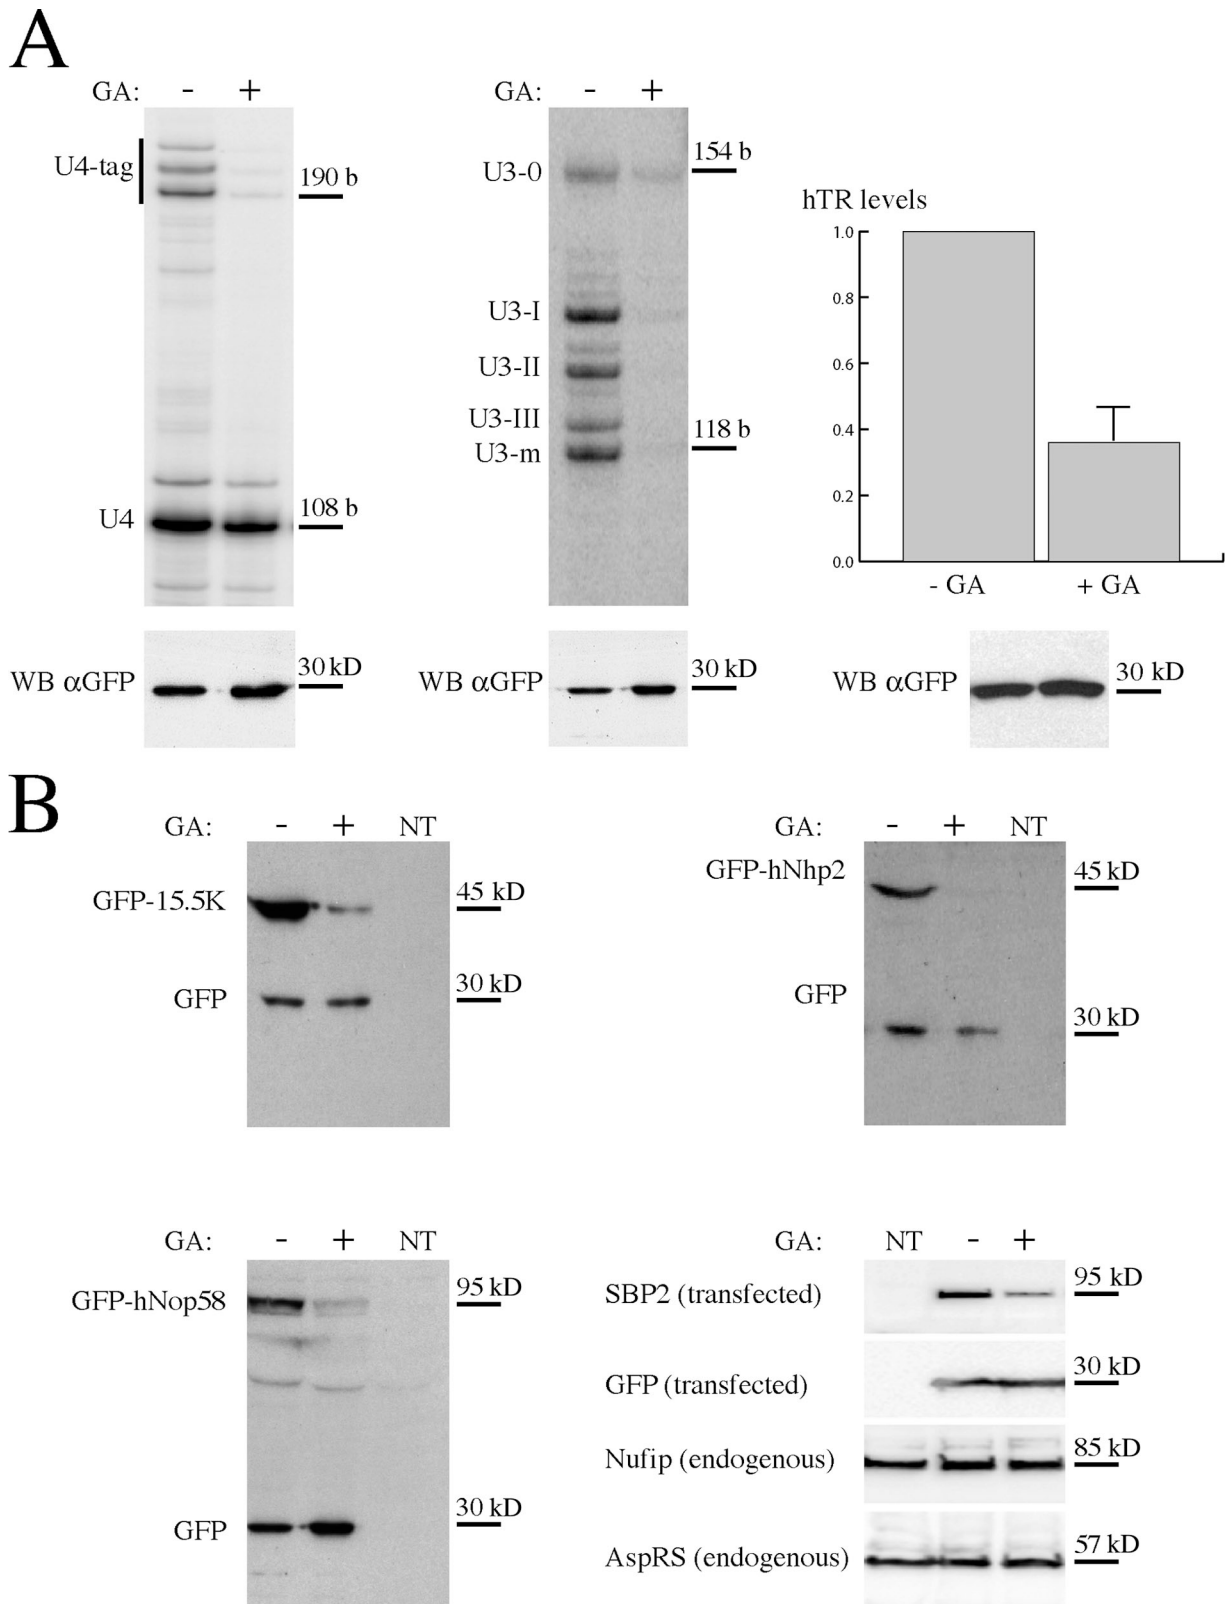 A
GA: - +
U4-tag
190 b
U4
108 b
WB αGFP
30 kD
GA: - +
U3-0
154 b
U3-I
U3-II
U3-III
118 b
U3-m
WB αGFP
30 kD
hTR levels
1.0
0.8
0.6
0.4
0.2
0.0
- GA + GA
WB αGFP
30 kD
B
GA: - + NT
GFP-15.5K
45 kD
GFP
30 kD
GA: - + NT
GFP-hNhp2
45 kD
GFP
30 kD
GA: - + NT
GFP-hNop58
95 kD
GFP
30 kD
GA: NT - +
SBP2 (transfected)
95 kD
GFP (transfected)
30 kD
Nufip (endogenous)
85 kD
AspRS (endogenous)
57 kD